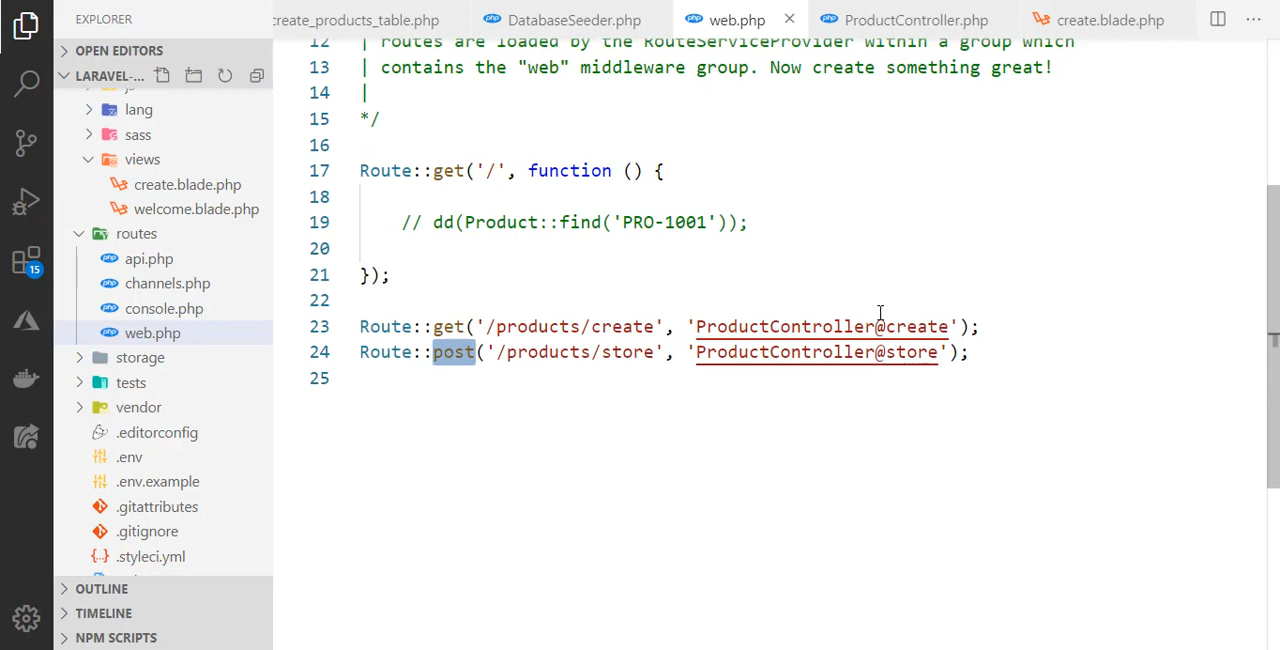 EXPLORER
create_products_table.php
DatabaseSeeder.php
web.php
ProductController.php
create.blade.php
OPEN EDITORS
LARAVEL-...
lang
sass
views
create.blade.php
welcome.blade.php
routes
api.php
channels.php
console.php
web.php
storage
tests
vendor
.editorconfig
.env
.env.example
.gitattributes
.gitignore
.styleci.yml
OUTLINE
TIMELINE
NPM SCRIPTS
15
12 | routes are loaded by the RouteServiceProvider within a group which
13 | contains the "web" middleware group. Now create something great!
14 |
15 */
16
17 Route::get('/', function () {
18
19 // dd(Product::find('PRO-1001'));
20
21 });
22
23 Route::get('/products/create', 'ProductController@create');
24 Route::post('/products/store', 'ProductController@store');
25